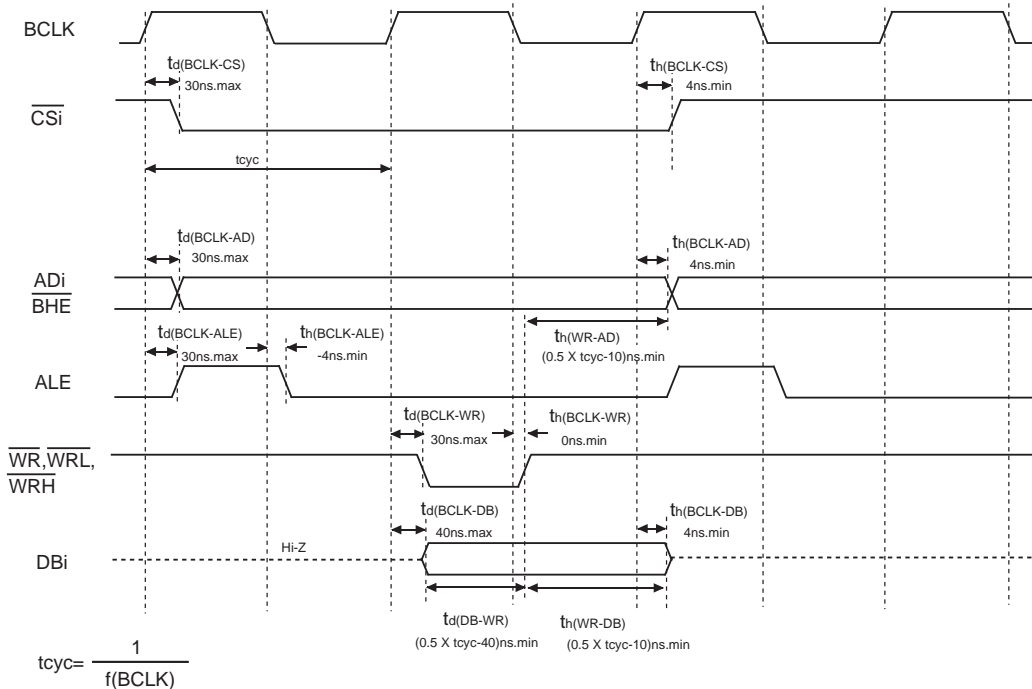 BCLK
td(BCLK-CS)
30ns.max
th(BCLK-CS)
4ns.min
CSi
tcyc
td(BCLK-AD)
30ns.max
th(BCLK-AD)
4ns.min
ADi
BHE
td(BCLK-ALE)
30ns.max
th(BCLK-ALE)
-4ns.min
th(WR-AD)
(0.5 X tcyc-10)ns.min
ALE
td(BCLK-WR)
30ns.max
th(BCLK-WR)
0ns.min
WR,WRL,
WRH
td(BCLK-DB)
40ns.max
th(BCLK-DB)
4ns.min
Hi-Z
DBi
td(DB-WR)
(0.5 X tcyc-40)ns.min
th(WR-DB)
(0.5 X tcyc-10)ns.min
tcyc=
1
f(BCLK)